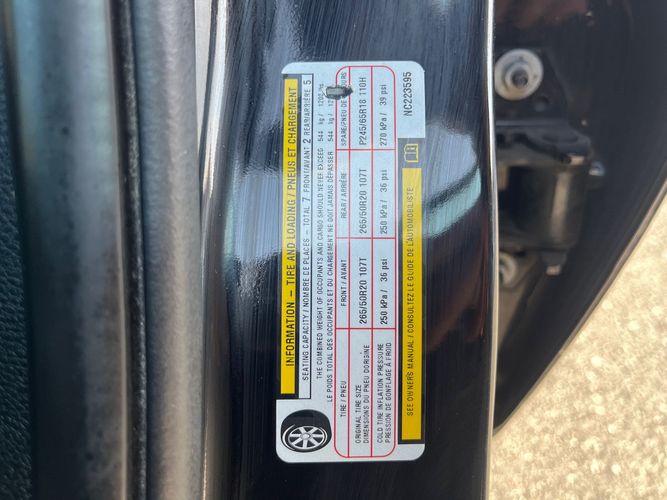 INFORMATION – TIRE AND LOADING / PNEUS ET CHARGEMENT
SEATING CAPACITY / NOMBRE DE PLACES – TOTAL 7 FRONT/AVANT 2 REAR/ARRIÈRE 5
THE COMBINED WEIGHT OF OCCUPANTS AND CARGO SHOULD NEVER EXCEED 544 kg / 1200
LE POIDS TOTAL DES OCCUPANTS ET DU CHARGEMENT NE DOIT JAMAIS DÉPASSER 544 kg /
TIRE / PNEU FRONT / AVANT REAR / ARRIÈRE SPARE/PNEU DE
ORIGINAL TIRE SIZE 265/50R20 107T 265/50R20 107T P245/65R18 110H
DIMENSIONS DU PNEU D'ORIGINE
COLD TIRE INFLATION PRESSURE 250 kPa / 36 psi 250 kPa / 36 psi 270 kPa / 39 psi
PRESSION DE GONFLAGE À FROID
SEE OWNERS MANUAL / CONSULTEZ LE GUIDE DE L'AUTOMOBILISTE NC223595